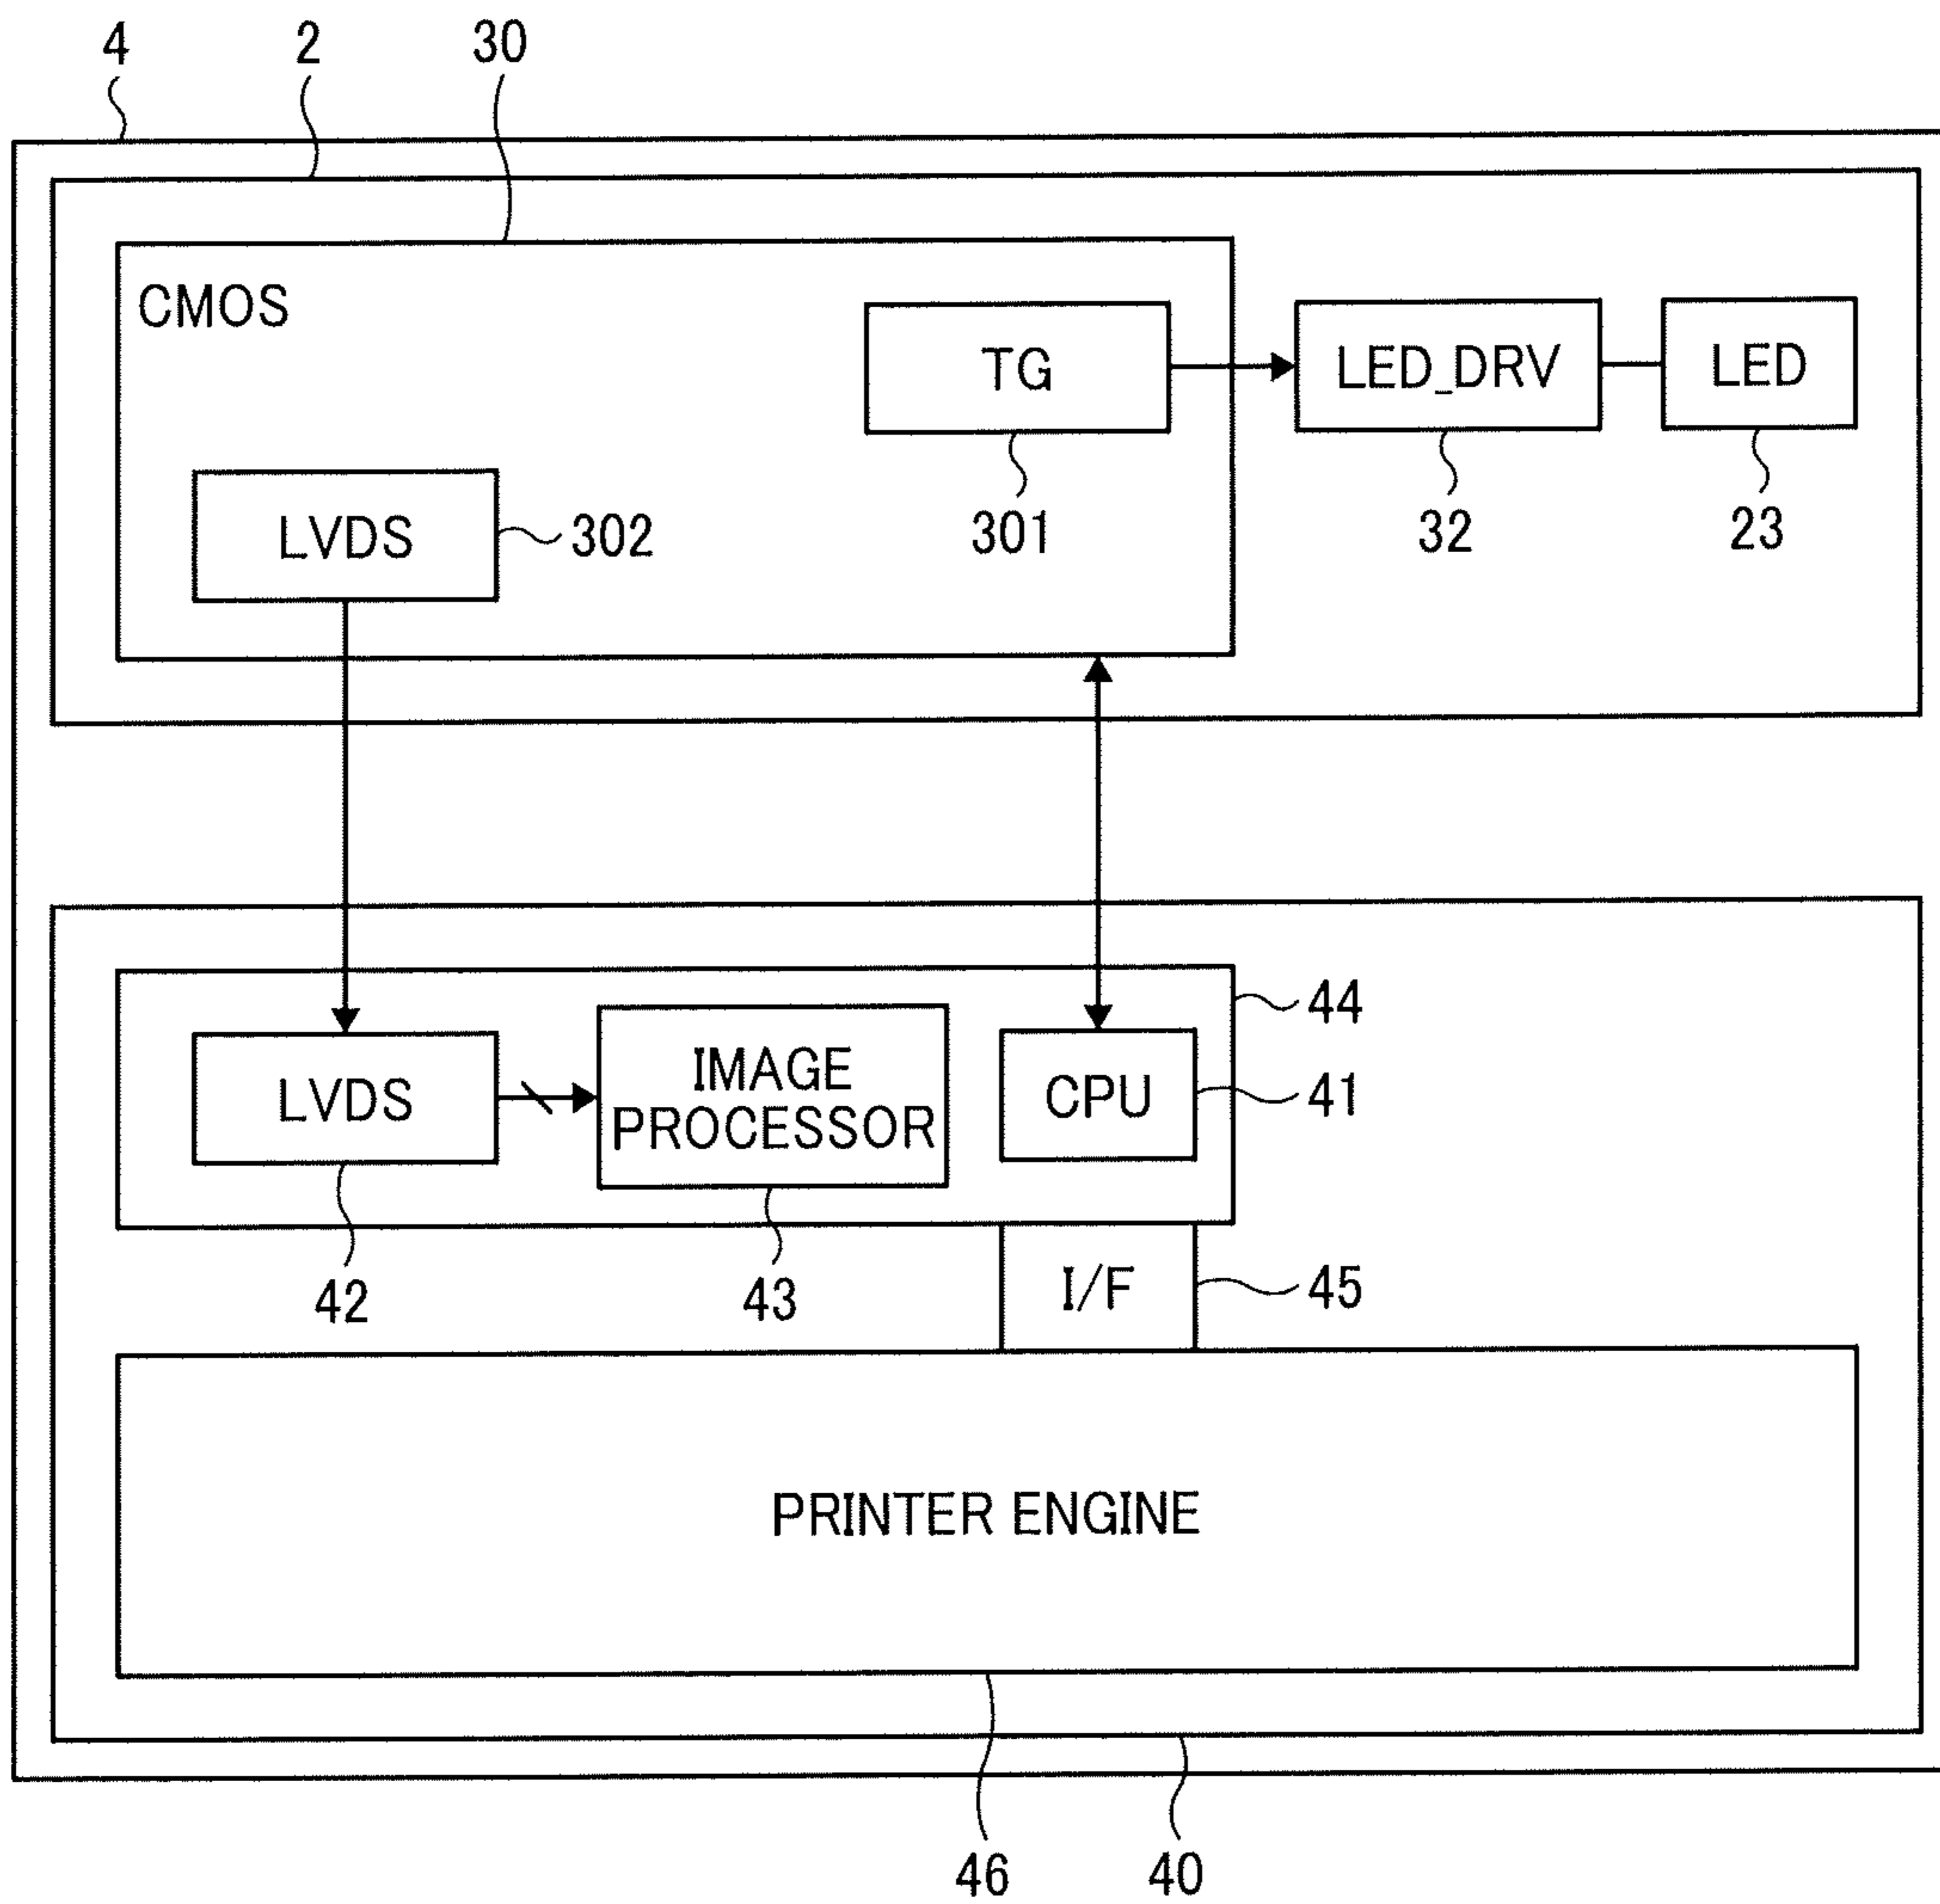 4
2
30
CMOS
TG
LED_DRV
LED
301
32
23
LVDS
302
44
LVDS
IMAGE
PROCESSOR
CPU
41
42
43
I/F
45
PRINTER ENGINE
46
40